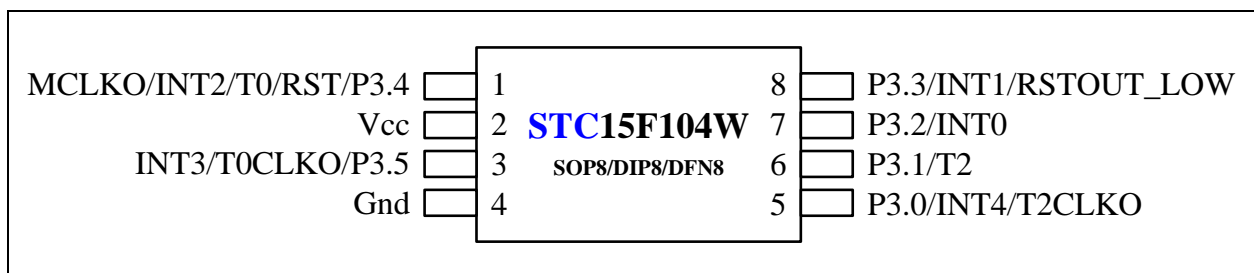 MCLKO/INT2/T0/RST/P3.4 1 8 P3.3/INT1/RSTOUT_LOW
Vcc 2 STC15F104W 7 P3.2/INT0
INT3/T0CLKO/P3.5 3 SOP8/DIP8/DFN8 6 P3.1/T2
Gnd 4 5 P3.0/INT4/T2CLKO